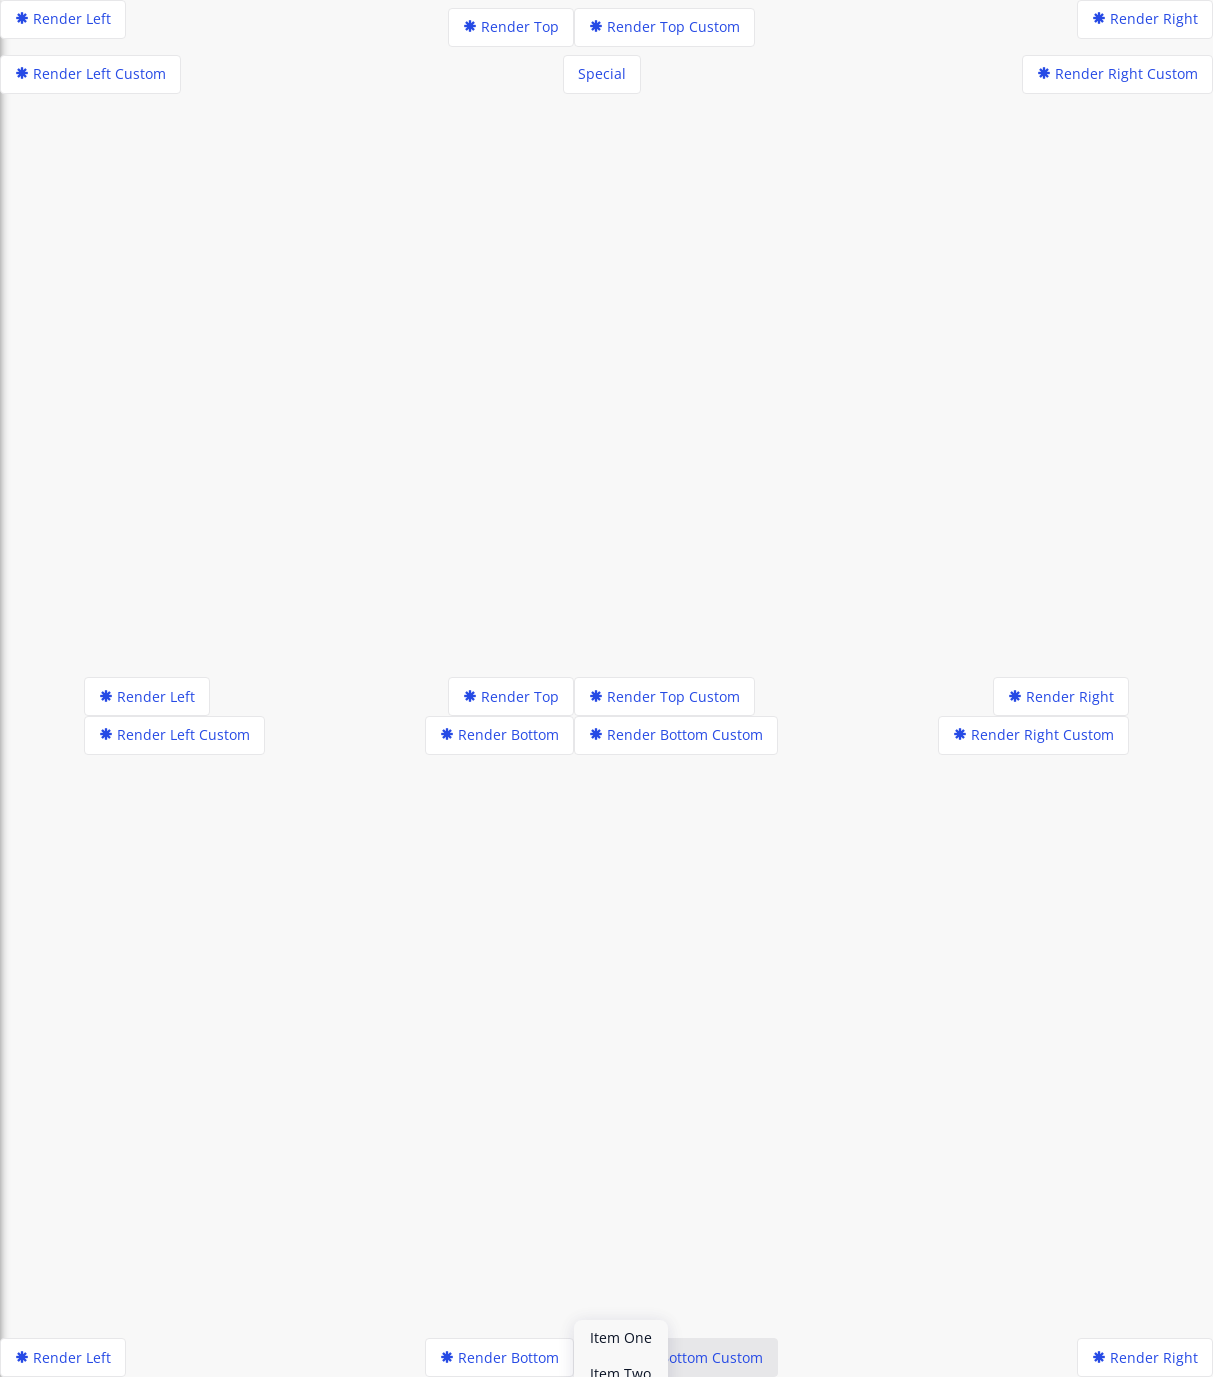 Render Left
Render Top
Render Top Custom
Render Right
Render Left Custom
Special
Render Right Custom
Render Left
Render Top
Render Top Custom
Render Right
Render Left Custom
Render Bottom
Render Bottom Custom
Render Right Custom
Item One
Render Left
Render Bottom
ottom Custom
Render Right
Item Two